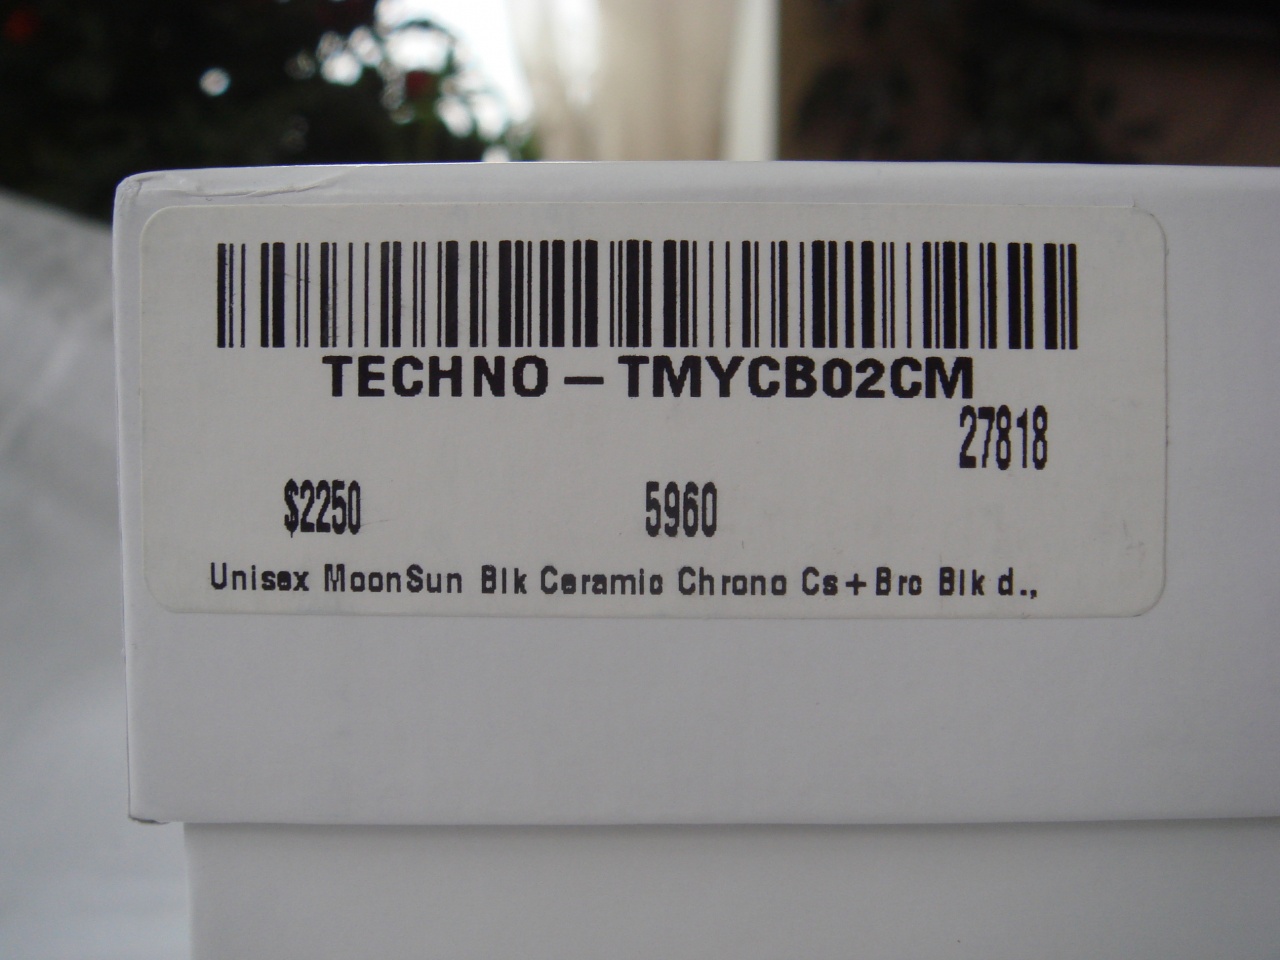 TECHNO – TMYCB02CM
27818
$2250 5960
Unisex MoonSun Blk Ceramic Chrono Cs+Brc Blk d.,